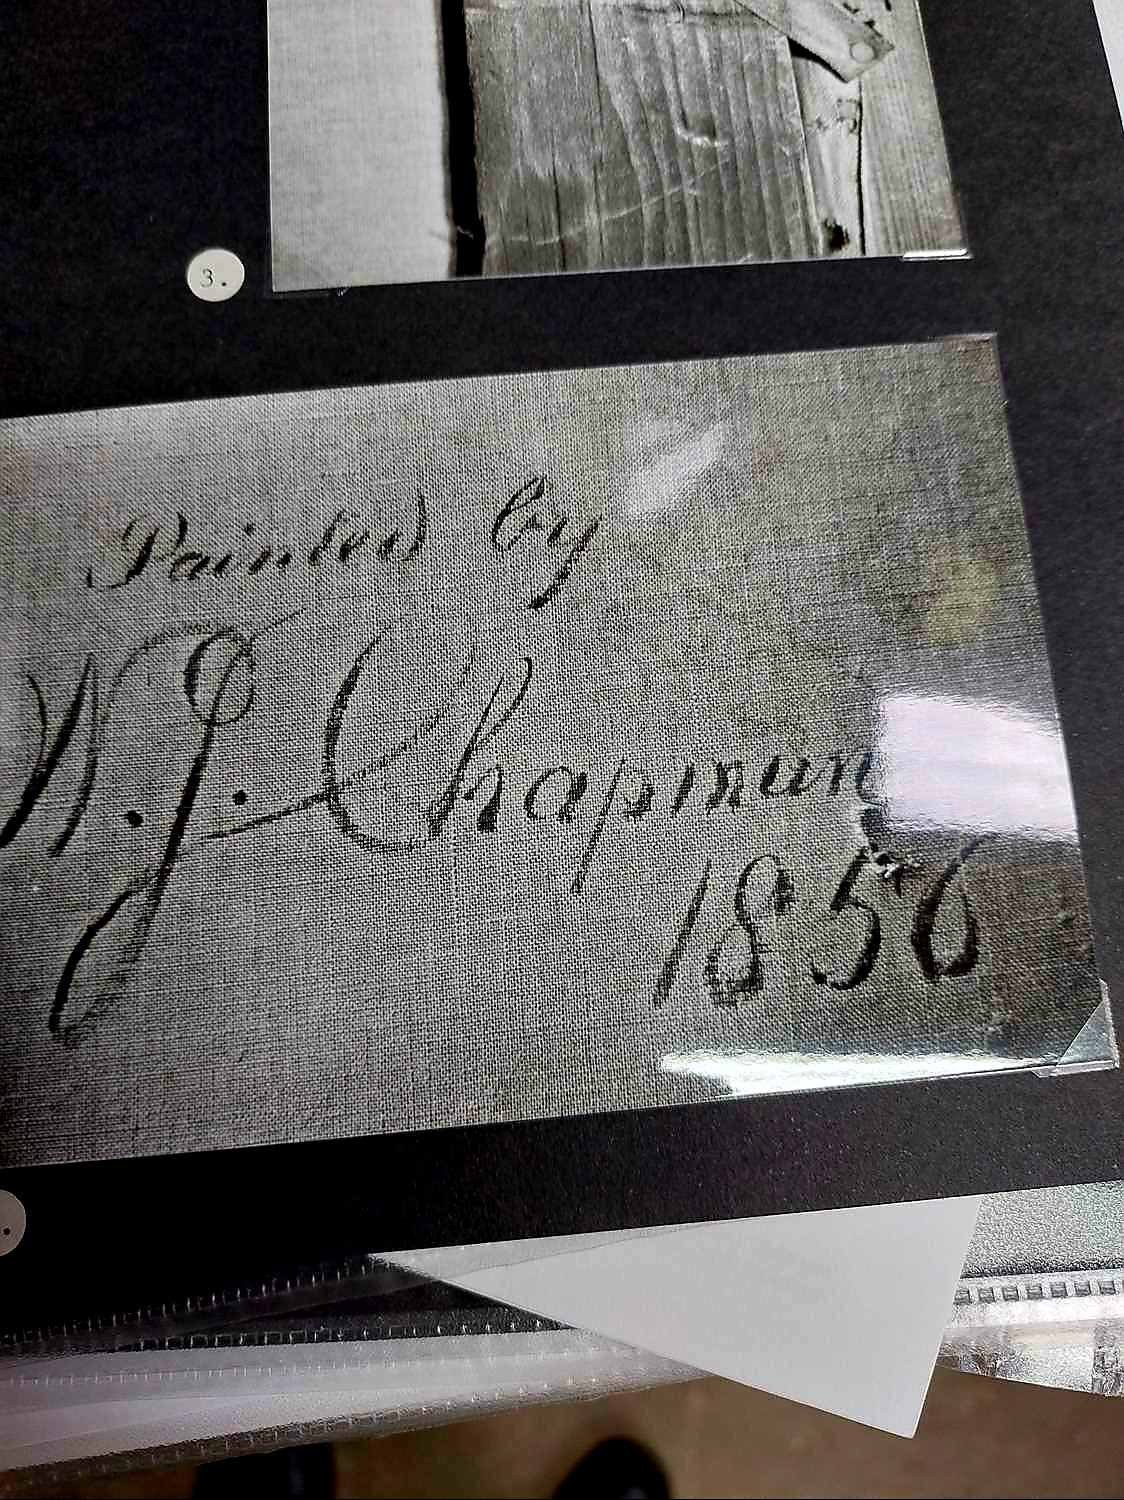 3.
Painted by
W. J. Chapman
1856